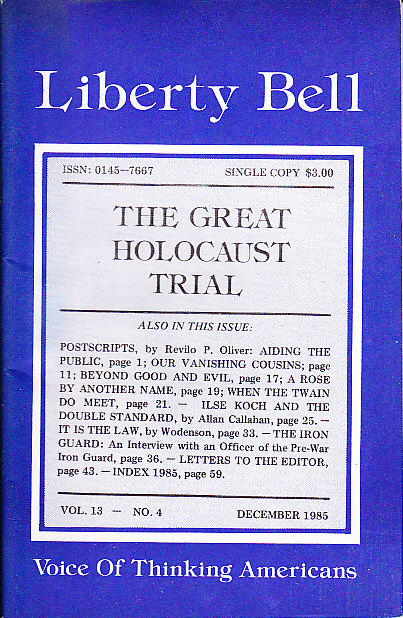 Liberty Bell
ISSN: 0145—7667 SINGLE COPY $3.00
THE GREAT
HOLOCAUST
TRIAL
ALSO IN THIS ISSUE:
POSTSCRIPTS, by Revilo P. Oliver: AIDING THE
PUBLIC, page 1; OUR VANISHING COUSINS; page
11; BEYOND GOOD AND EVIL, page 17; A ROSE
BY ANOTHER NAME, page 19; WHEN THE TWAIN
DO MEET, page 21. — ILSE KOCH AND THE
DOUBLE STANDARD, by Allan Callahan, page 25. —
IT IS THE LAW, by Wodenson, page 33. — THE IRON
GUARD: An Interview with an Officer of the Pre-War
Iron Guard, page 36. — LETTERS TO THE EDITOR,
page 43. — INDEX 1985, page 59.
VOL. 13 — NO. 4 DECEMBER 1985
Voice Of Thinking Americans